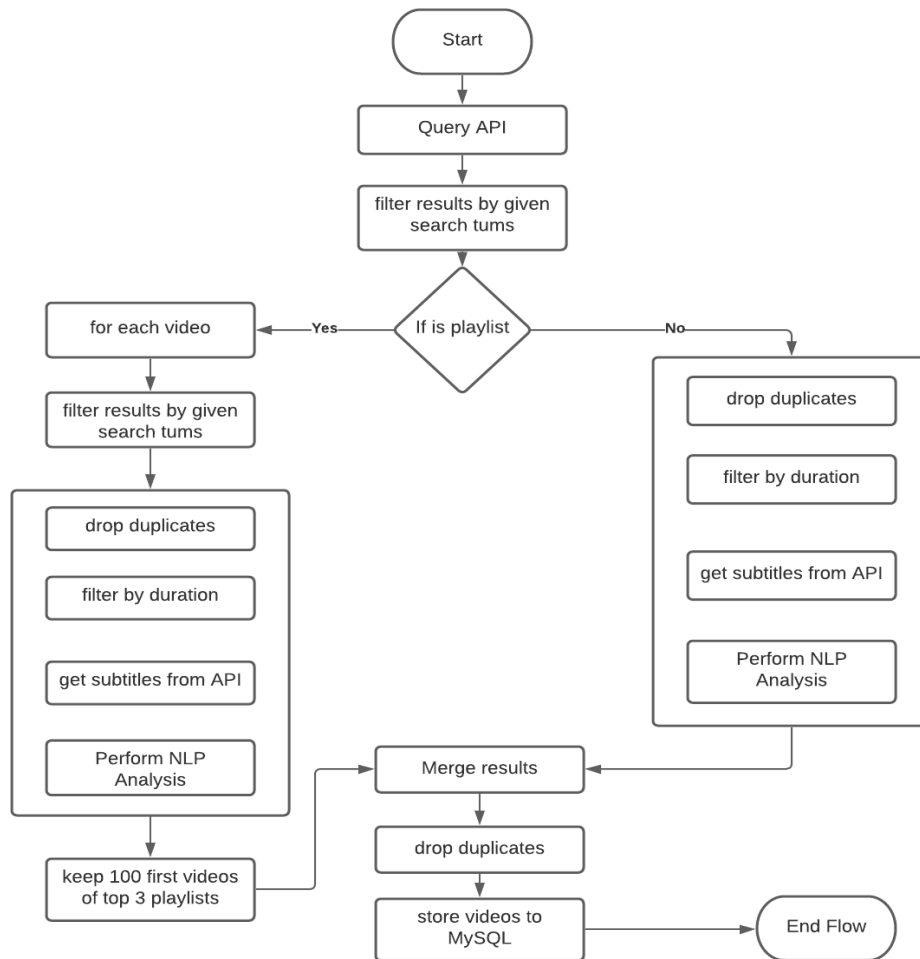 Start
Query API
filter results by given
search tums
If is playlist
Yes
No
for each video
filter results by given
search tums
drop duplicates
filter by duration
get subtitles from API
Perform NLP
Analysis
keep 100 first videos
of top 3 playlists
drop duplicates
filter by duration
get subtitles from API
Perform NLP
Analysis
Merge results
drop duplicates
store videos to
MySQL
End Flow